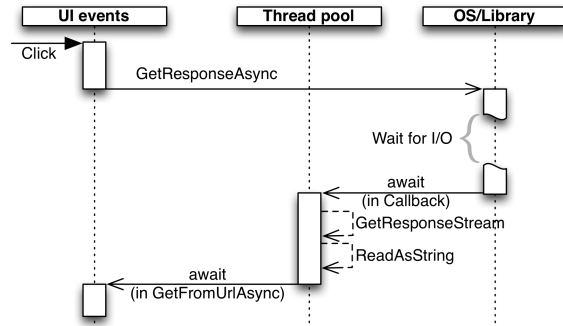 UI events
Thread pool
OS/Library
Click
GetResponseAsync
Wait for I/O
await
(in Callback)
GetResponseStream
ReadAsString
await
(in GetFromUrlAsync)